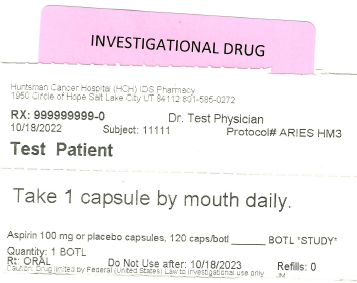 INVESTIGATIONAL DRUG
Huntsman Cancer Hospital (HCH) IDS Pharmacy
1950 Circle of Hope Salt Lake City UT 84112 801-585-0272
RX: 999999999-0 Dr. Test Physician
10/18/2022 Subject: 11111 Protocol# ARIES HM3
Test Patient
Take 1 capsule by mouth daily.
Aspirin 100 mg or placebo capsules, 120 caps/botl ______ BOTL *STUDY*
Quantity: 1 BOTL
Rt: ORAL Do Not Use after: 10/18/2023 Refills: 0
Caution: Drug limited by Federal (United States) Law to investigational use only JM